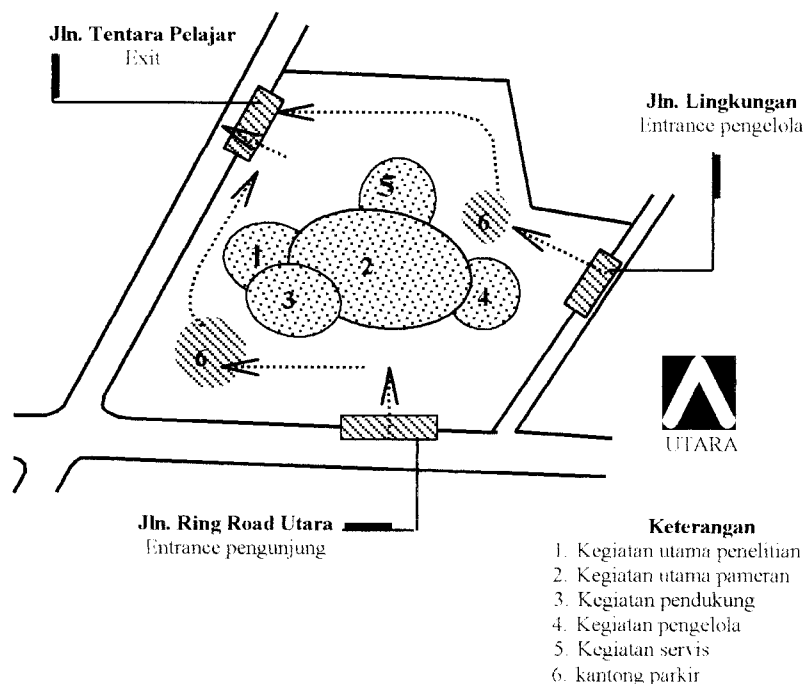 Jln. Tentara Pelajar
Exit
Jln. Lingkungan
Entrance pengelola
5
6
1
2
3
4
6
UTARA
Jln. Ring Road Utara
Entrance pengunjung
Keterangan
1. Kegiatan utama penelitian
2. Kegiatan utama pameran
3. Kegiatan pendukung
4. Kegiatan pengelola
5. Kegiatan servis
6. kantong parkir